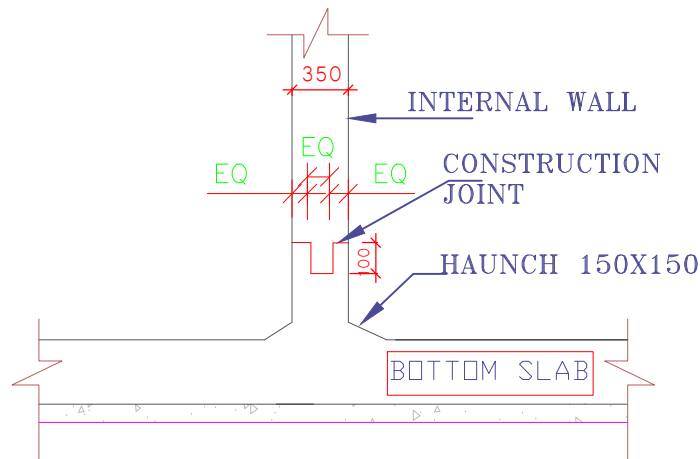 350
INTERNAL WALL
EQ
EQ
EQ
CONSTRUCTION
JOINT
100
HAUNCH 150X150
BOTTOM SLAB